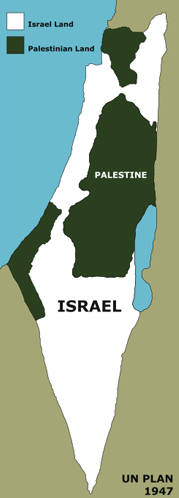 Israel Land
Palestinian Land
PALESTINE
ISRAEL
UN PLAN
1947